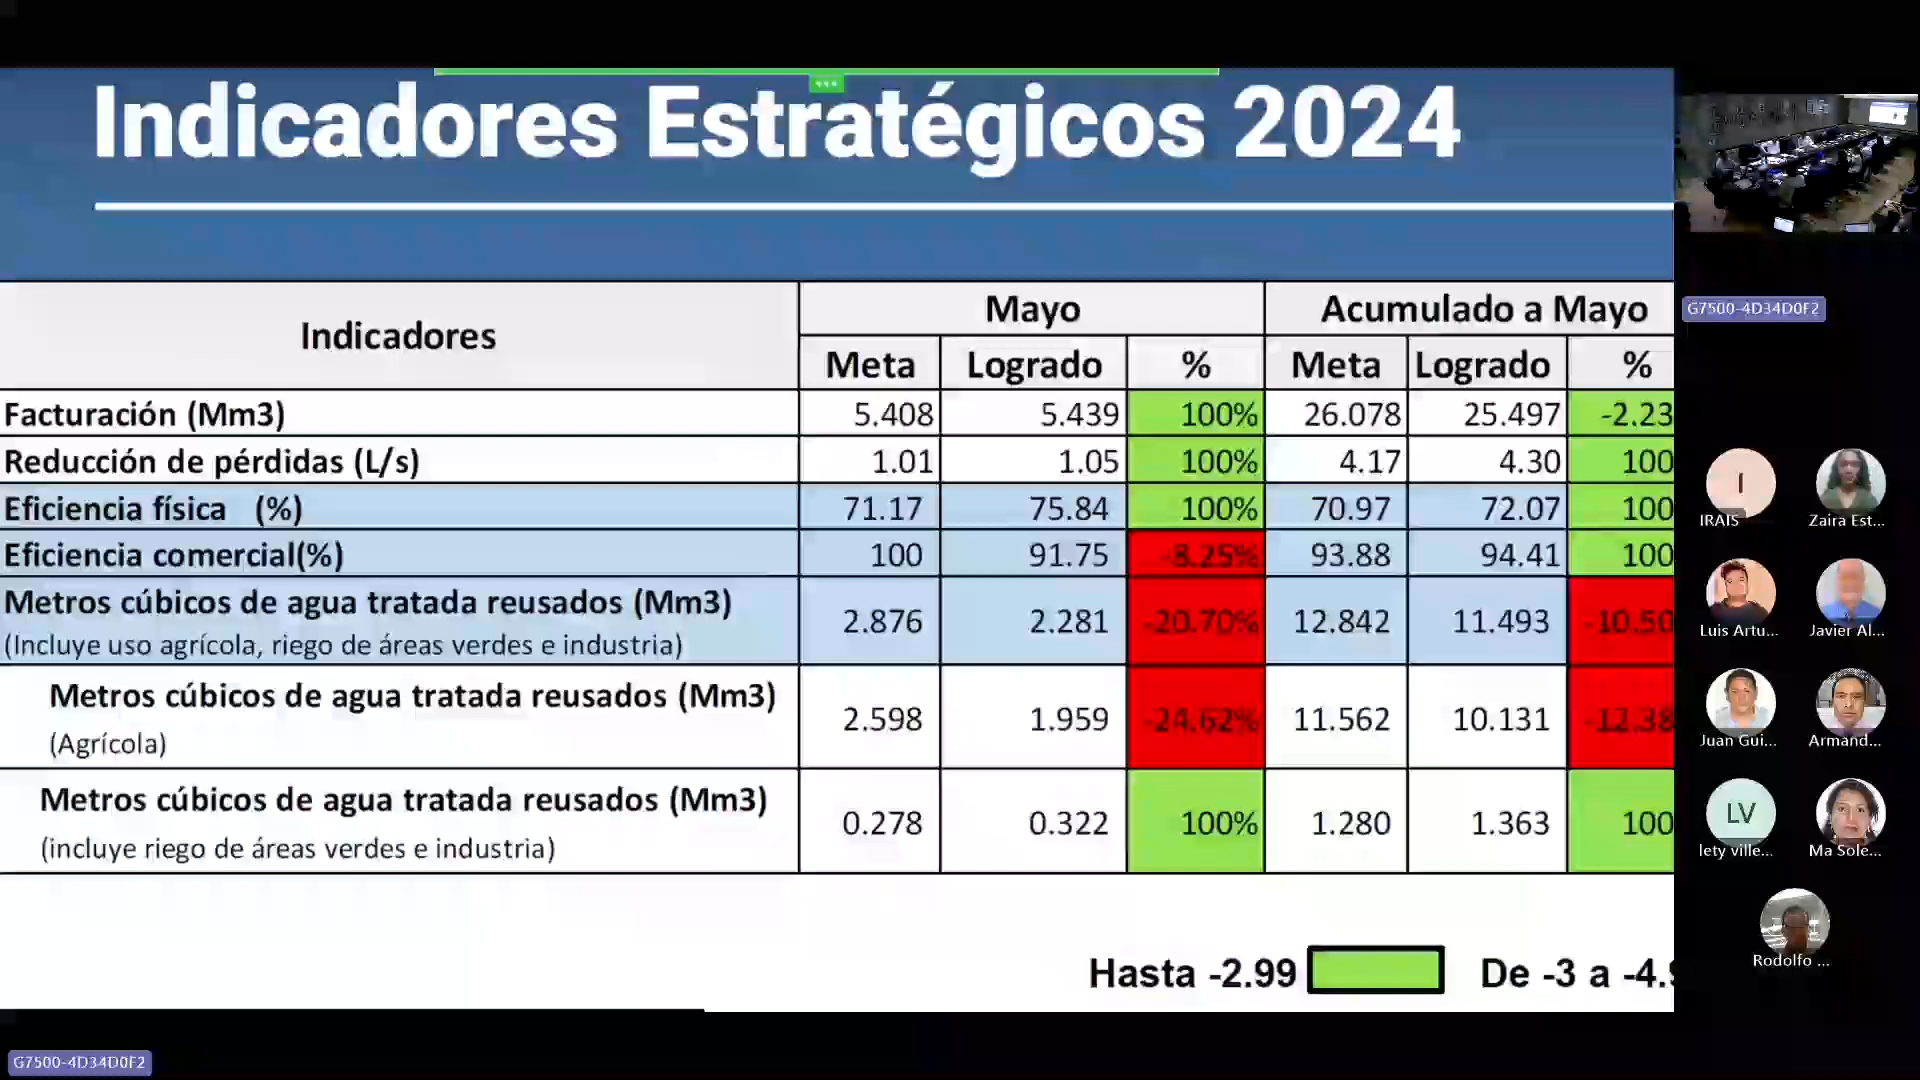 Indicadores Estratégicos 2024
Indicadores
Mayo
Acumulado a Mayo
Meta Logrado % Meta Logrado %
Facturación (Mm3) 5.408 5.439 100% 26.078 25.497 -2.23
Reducción de pérdidas (L/s) 1.01 1.05 100% 4.17 4.30 100
Eficiencia física (%) 71.17 75.84 100% 70.97 72.07 100
Eficiencia comercial(%) 100 91.75 -8.25% 93.88 94.41 100
Metros cúbicos de agua tratada reusados (Mm3)
(Incluye uso agrícola, riego de áreas verdes e industria)
2.876 2.281 -20.70% 12.842 11.493 -10.50
Metros cúbicos de agua tratada reusados (Mm3)
(Agrícola)
2.598 1.959 -24.62% 11.562 10.131 -12.38
Metros cúbicos de agua tratada reusados (Mm3)
(incluye riego de áreas verdes e industria)
0.278 0.322 100% 1.280 1.363 100
Hasta -2.99 De -3 a -4.9
G7500-4D34D0F2
I
IRAIS Zaira Est...
Luis Artu... Javier Al...
Juan Gui... Armand...
LV
lety ville... Ma Sole...
Rodolfo ...
G7500-4D34D0F2